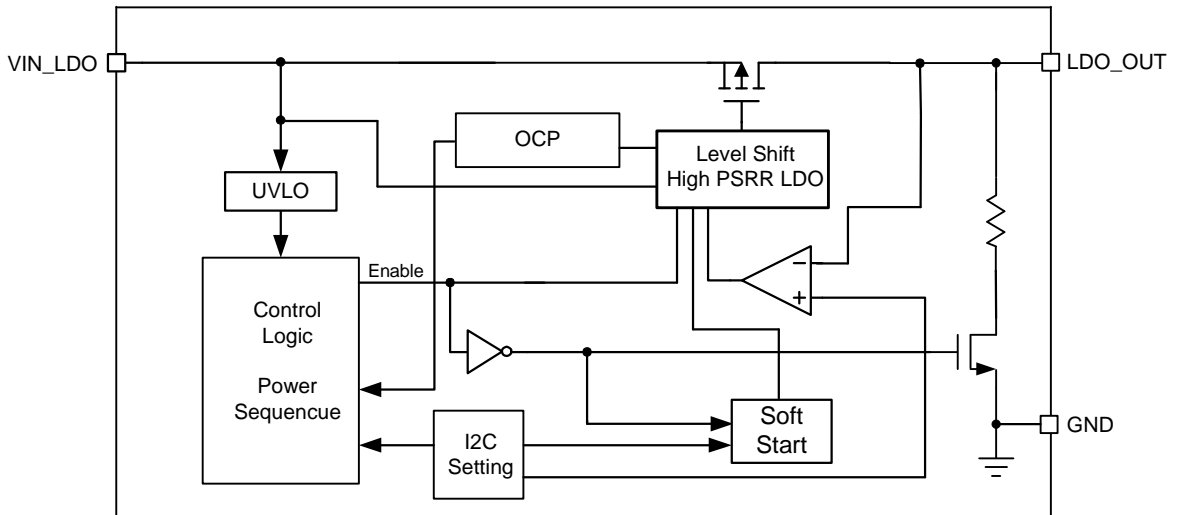 VIN_LDO
LDO_OUT
OCP
Level Shift
High PSRR LDO
UVLO
Enable
Control
Logic
Power
Sequencue
−
+
Soft
Start
I2C
Setting
GND